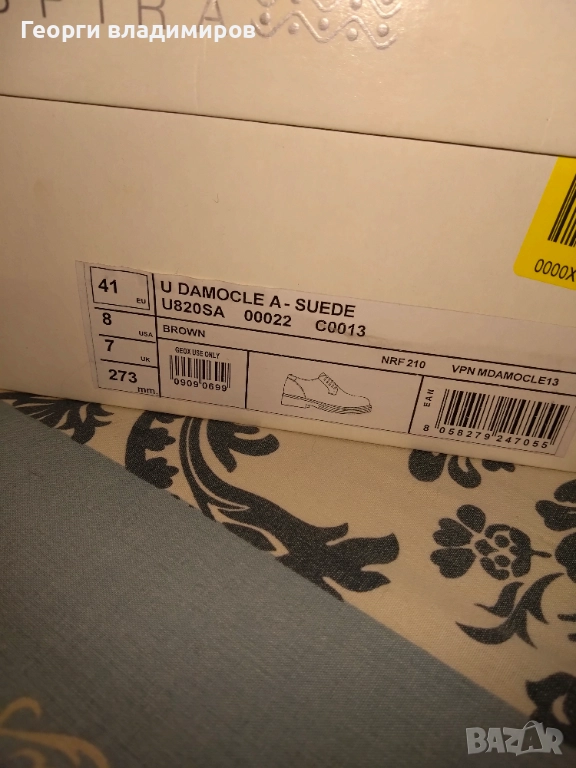 SPIRA
Георги владимиров
0000X
41 EU
U DAMOCLE A - SUEDE
U820SA 00022 C0013
8 USA
BROWN
7 UK
NRF 210 VPN MDAMOCLE13
GEOX USE ONLY
0909 0699
273 mm
EAN
8 058279 247055
BAZAR